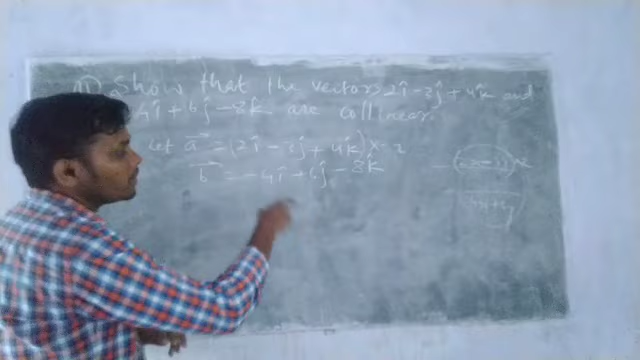 Show that the vectors 2î - 3ĵ + 4k̂ and
4î + 6ĵ - 8k̂ are collinear.
Let a⃗ = (2î - 3ĵ + 4k̂) x - 2
b⃗ = -4î + 6ĵ - 8k̂